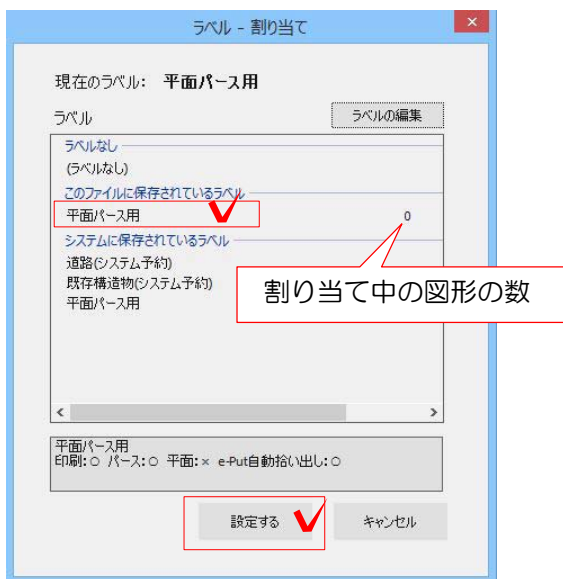 ラベル - 割り当て
現在のラベル: 平面パース用
ラベル
ラベルの編集
ラベルなし
(ラベルなし)
このファイルに保存されているラベル
平面パース用 0
システムに保存されているラベル
道路(システム予約)
既存構造物(システム予約)
平面パース用
割り当て中の図形の数
平面パース用
印刷:○ パース:○ 平面:× e-Put自動拾い出し:○
設定する
キャンセル